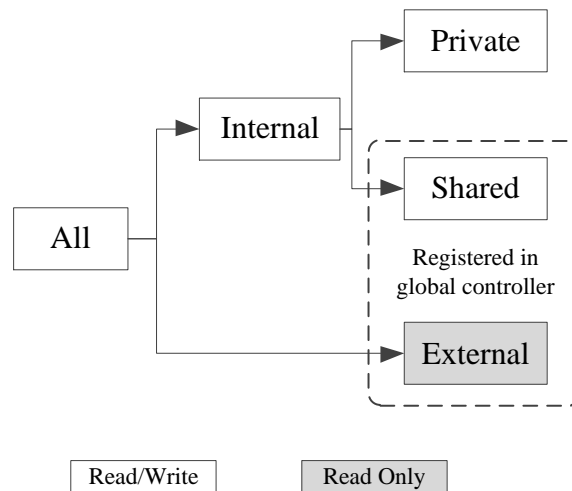 Private
Internal
Shared
All
Registered in
global controller
External
Read/Write
Read Only